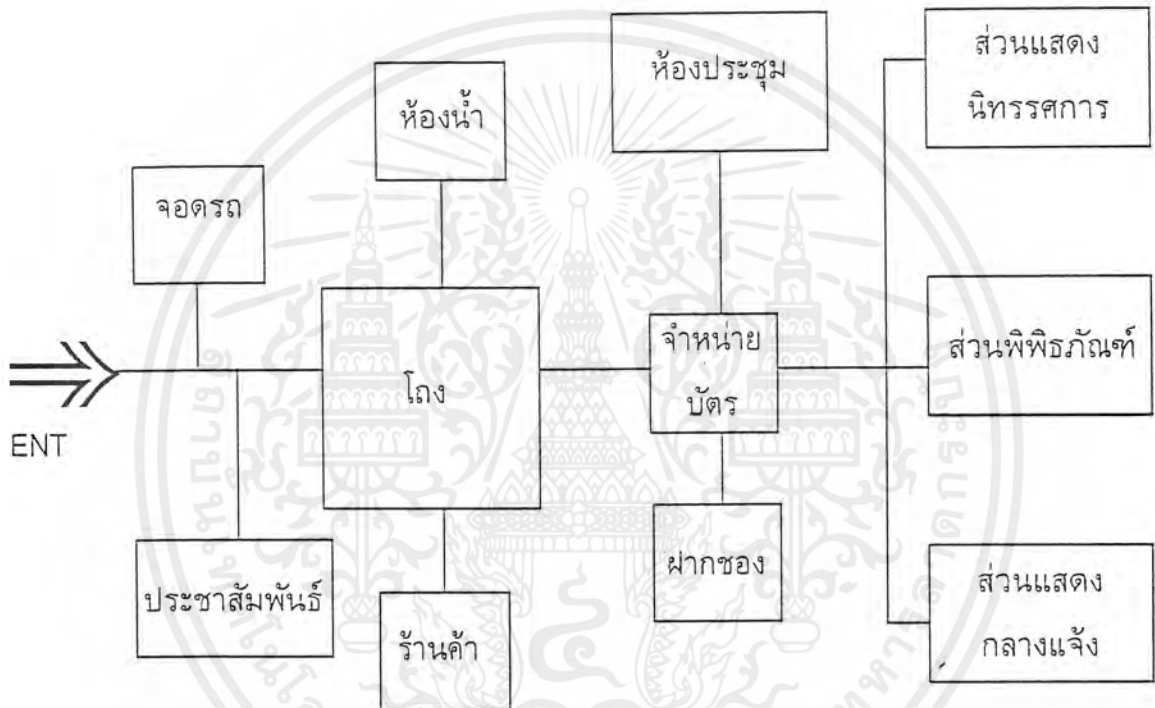 ส่วนแสดง
นิทรรศการ
ห้องประชุม
ห้องน้ำ
จอดรถ
จำหน่าย
บัตร
ส่วนพิพิธภัณฑ์
โถง
ENT
ฝากของ
ส่วนแสดง
กลางแจ้ง
ประชาสัมพันธ์
ร้านค้า